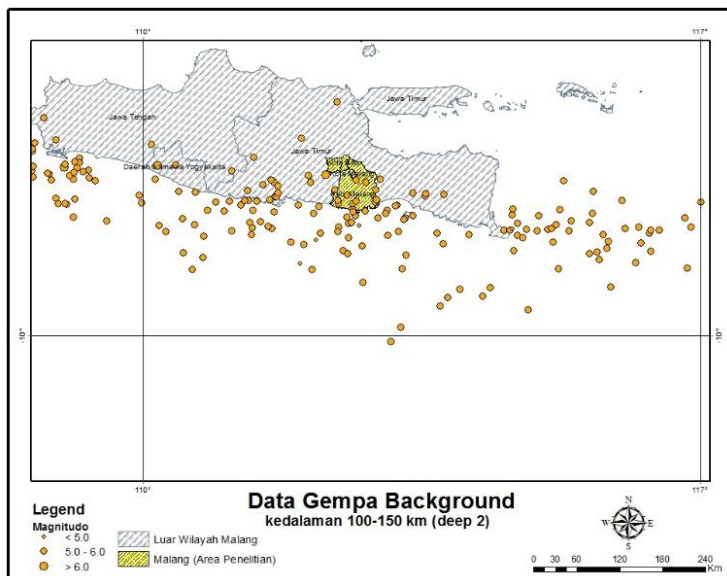 110°
117°
Jawa Timur
Jawa Tengah
Jawa Timur
Daerah Istimewa Yogyakarta
-10°
-10°
110°
117°
Data Gempa Background
kedalaman 100-150 km (deep 2)
Legend
Magnitudo
< 5.0
5.0 - 6.0
> 6.0
Luar Wilayah Malang
Malang (Area Penelitian)
N
W
E
S
0 30 60 120 180 240
Km